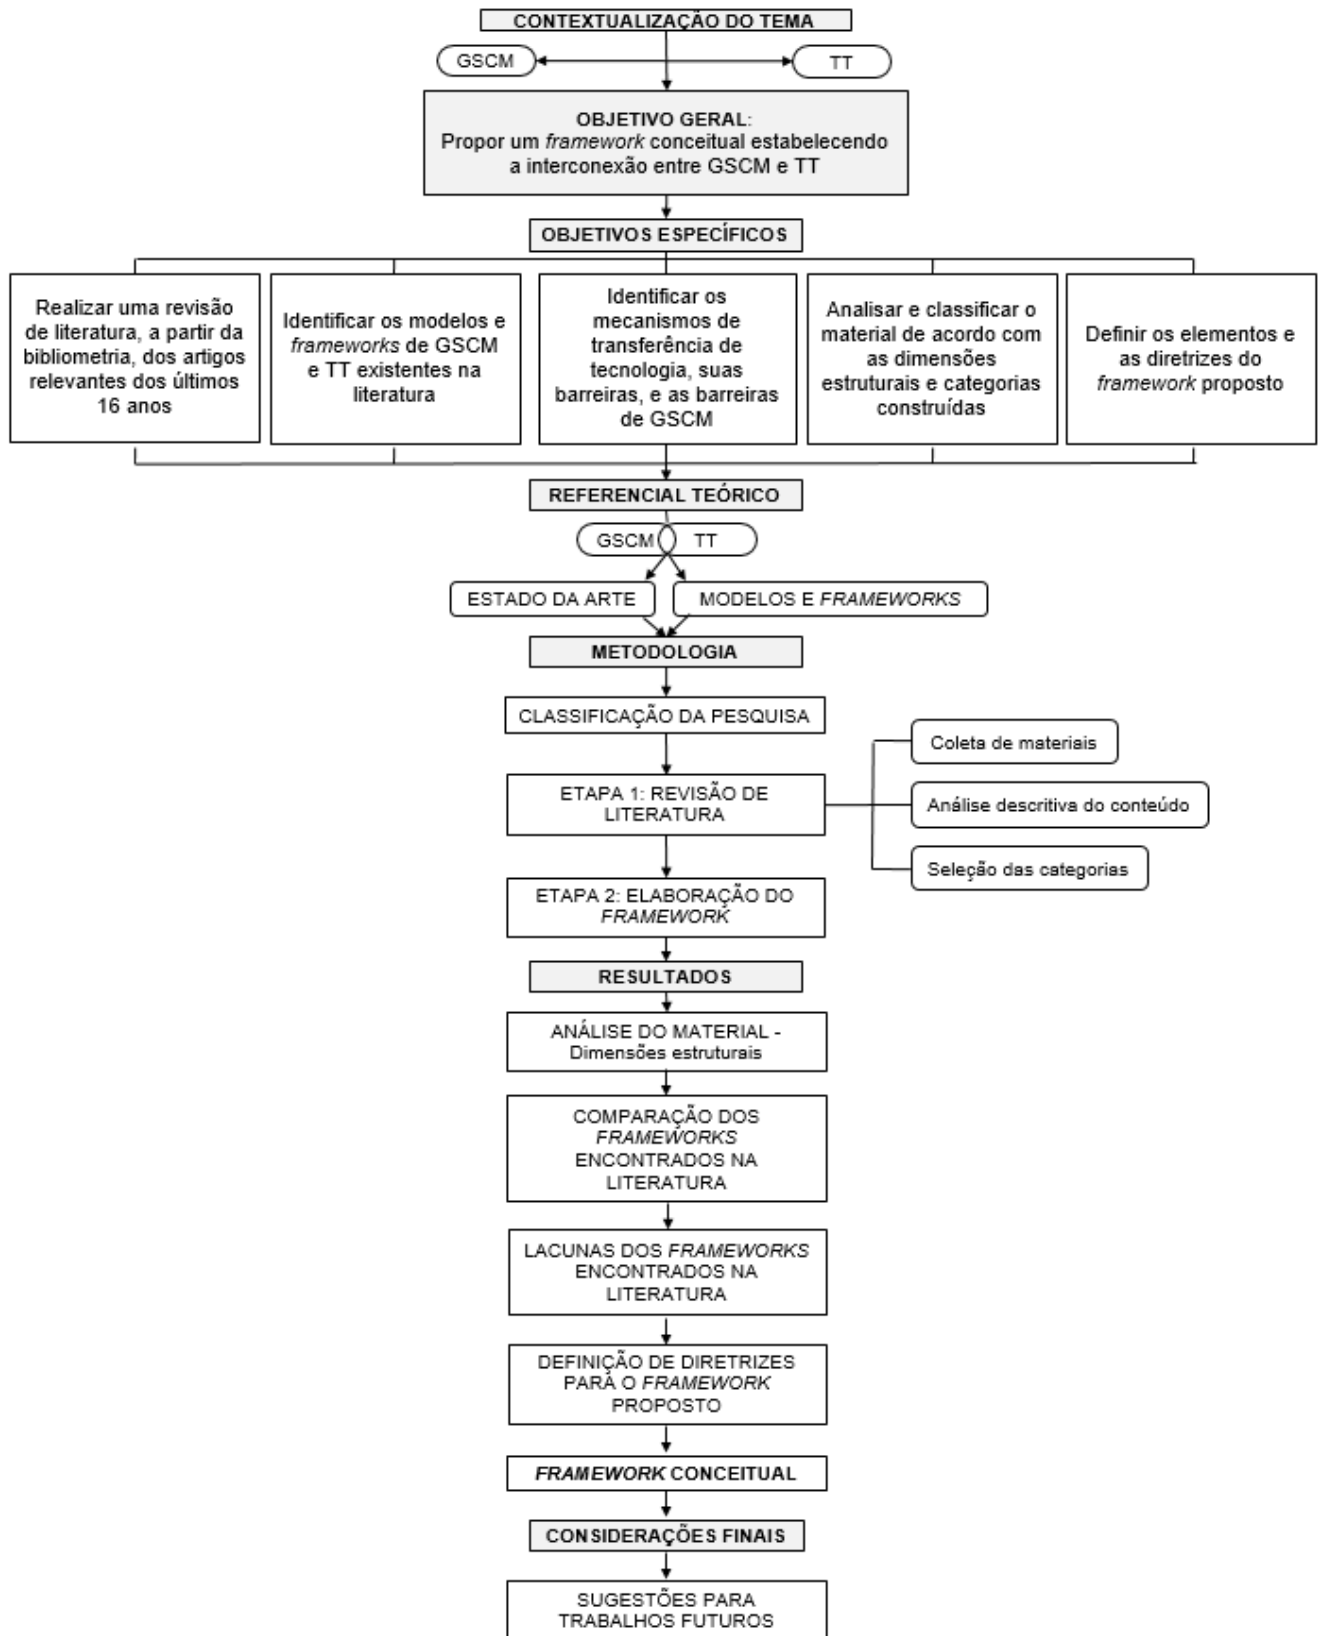 CONTEXTUALIZAÇÃO DO TEMA
GSCM
TT
OBJETIVO GERAL:
Propor um framework conceitual estabelecendo
a interconexão entre GSCM e TT
OBJETIVOS ESPECÍFICOS
Realizar uma revisão
de literatura, a partir da
bibliometria, dos artigos
relevantes dos últimos
16 anos
Identificar os modelos e
frameworks de GSCM
e TT existentes na
literatura
Identificar os
mecanismos de
transferência de
tecnologia, suas
barreiras, e as barreiras
de GSCM
Analisar e classificar o
material de acordo com
as dimensões
estruturais e categorias
construídas
Definir os elementos e
as diretrizes do
framework proposto
REFERENCIAL TEÓRICO
GSCM
TT
ESTADO DA ARTE
MODELOS E FRAMEWORKS
METODOLOGIA
CLASSIFICAÇÃO DA PESQUISA
ETAPA 1: REVISÃO DE
LITERATURA
Coleta de materiais
Análise descritiva do conteúdo
Seleção das categorias
ETAPA 2: ELABORAÇÃO DO
FRAMEWORK
RESULTADOS
ANÁLISE DO MATERIAL -
Dimensões estruturais
COMPARAÇÃO DOS
FRAMEWORKS
ENCONTRADOS NA
LITERATURA
LACUNAS DOS FRAMEWORKS
ENCONTRADOS NA
LITERATURA
DEFINIÇÃO DE DIRETRIZES
PARA O FRAMEWORK
PROPOSTO
FRAMEWORK CONCEITUAL
CONSIDERAÇÕES FINAIS
SUGESTÕES PARA
TRABALHOS FUTUROS